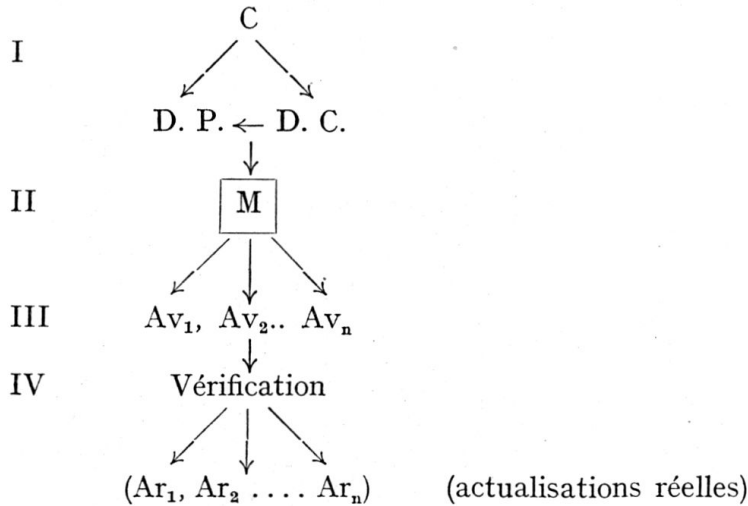 C
I
D. P. D. C.
II M
III Av₁, Av₂.. Avₙ
IV Vérification
(Ar₁, Ar₂ .... Arₙ) (actualisations réelles)